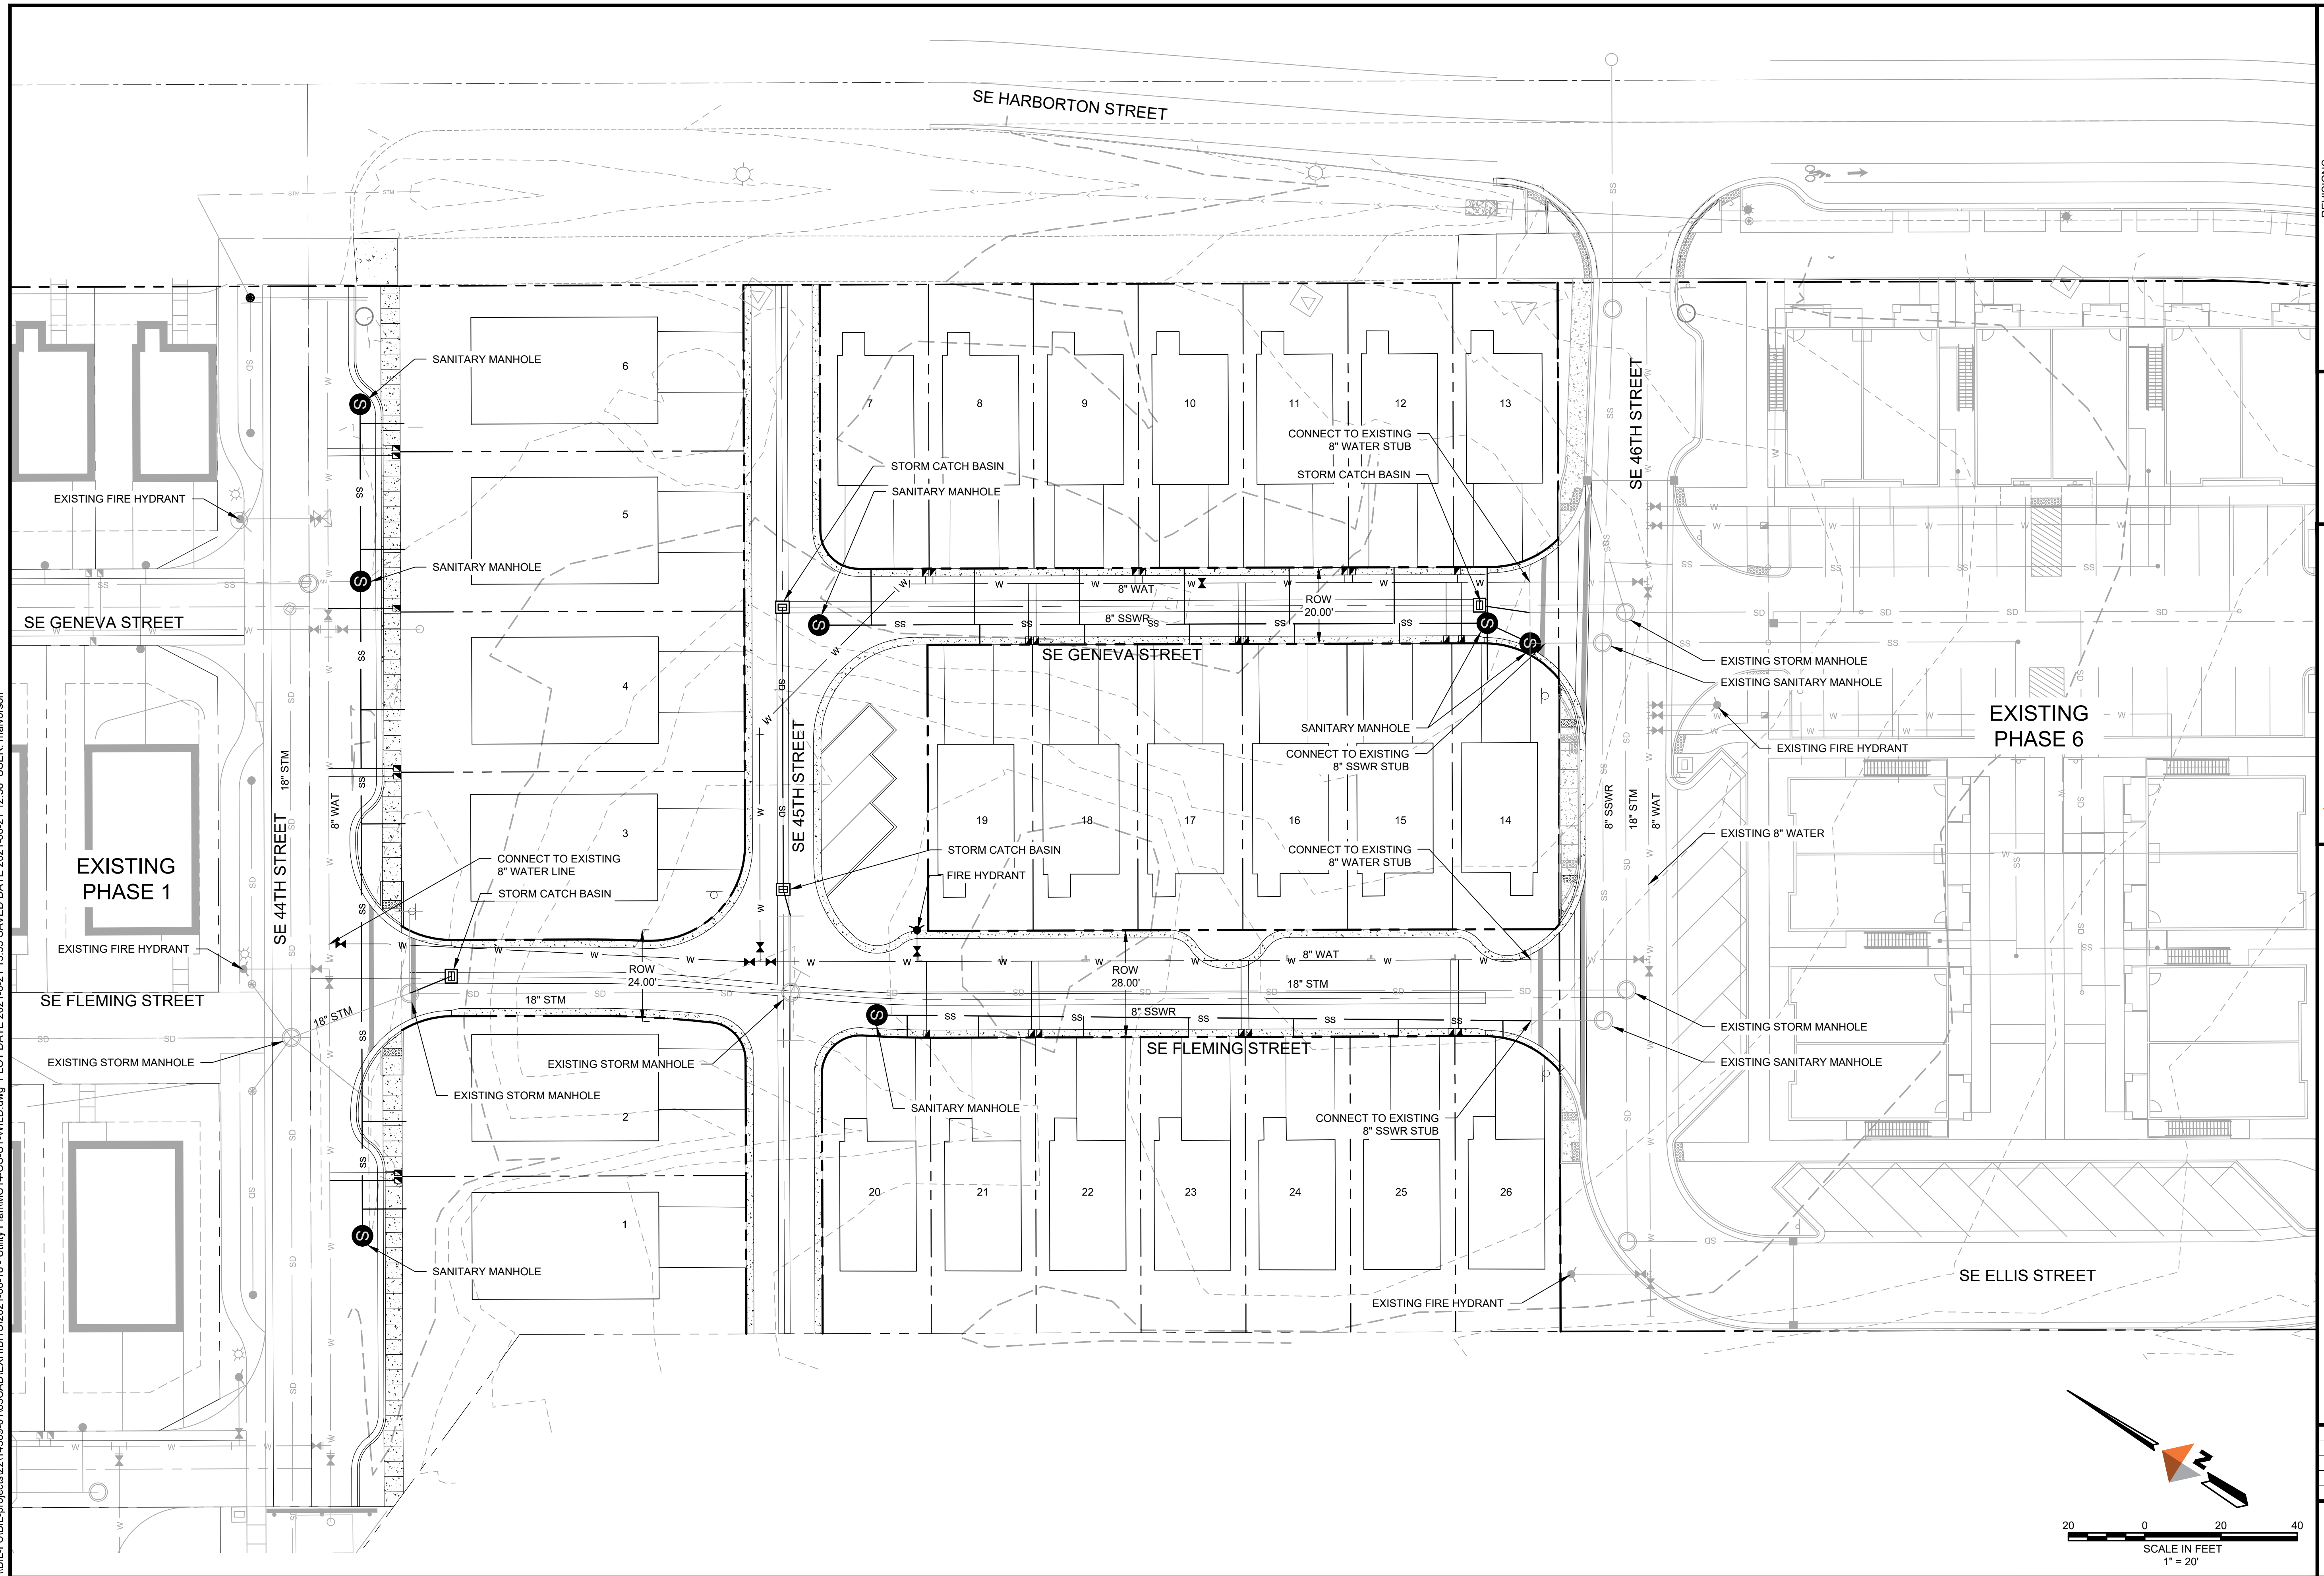 SE HARBORTON STREET
REVISIONS
STM
STM
SS
SANITARY MANHOLE
6
7
8
9
10
11
12
13
SE 46TH STREET
CONNECT TO EXISTING
8" WATER STUB
STORM CATCH BASIN
STORM CATCH BASIN
SANITARY MANHOLE
EXISTING FIRE HYDRANT
5
SANITARY MANHOLE
8" WAT
ROW
20.00'
8" SSWR
SE GENEVA STREET
SE GENEVA STREET
EXISTING STORM MANHOLE
EXISTING SANITARY MANHOLE
4
SANITARY MANHOLE
CONNECT TO EXISTING
8" SSWR STUB
EXISTING FIRE HYDRANT
EXISTING
PHASE 6
18" STM
8" WAT
SE 44TH STREET
SE 45TH STREET
8" SSWR
18" STM
8" WAT
3
19
18
17
16
15
14
EXISTING 8" WATER
EXISTING
PHASE 1
CONNECT TO EXISTING
8" WATER LINE
STORM CATCH BASIN
STORM CATCH BASIN
FIRE HYDRANT
CONNECT TO EXISTING
8" WATER STUB
EXISTING FIRE HYDRANT
8" WAT
ROW
24.00'
ROW
28.00'
18" STM
18" STM
18" STM
8" SSWR
SE FLEMING STREET
SE FLEMING STREET
EXISTING STORM MANHOLE
EXISTING SANITARY MANHOLE
EXISTING STORM MANHOLE
EXISTING STORM MANHOLE
EXISTING STORM MANHOLE
2
SANITARY MANHOLE
CONNECT TO EXISTING
8" SSWR STUB
20
21
22
23
24
25
26
1
SANITARY MANHOLE
EXISTING FIRE HYDRANT
SE ELLIS STREET
N
20 0 20 40
SCALE IN FEET
1" = 20'